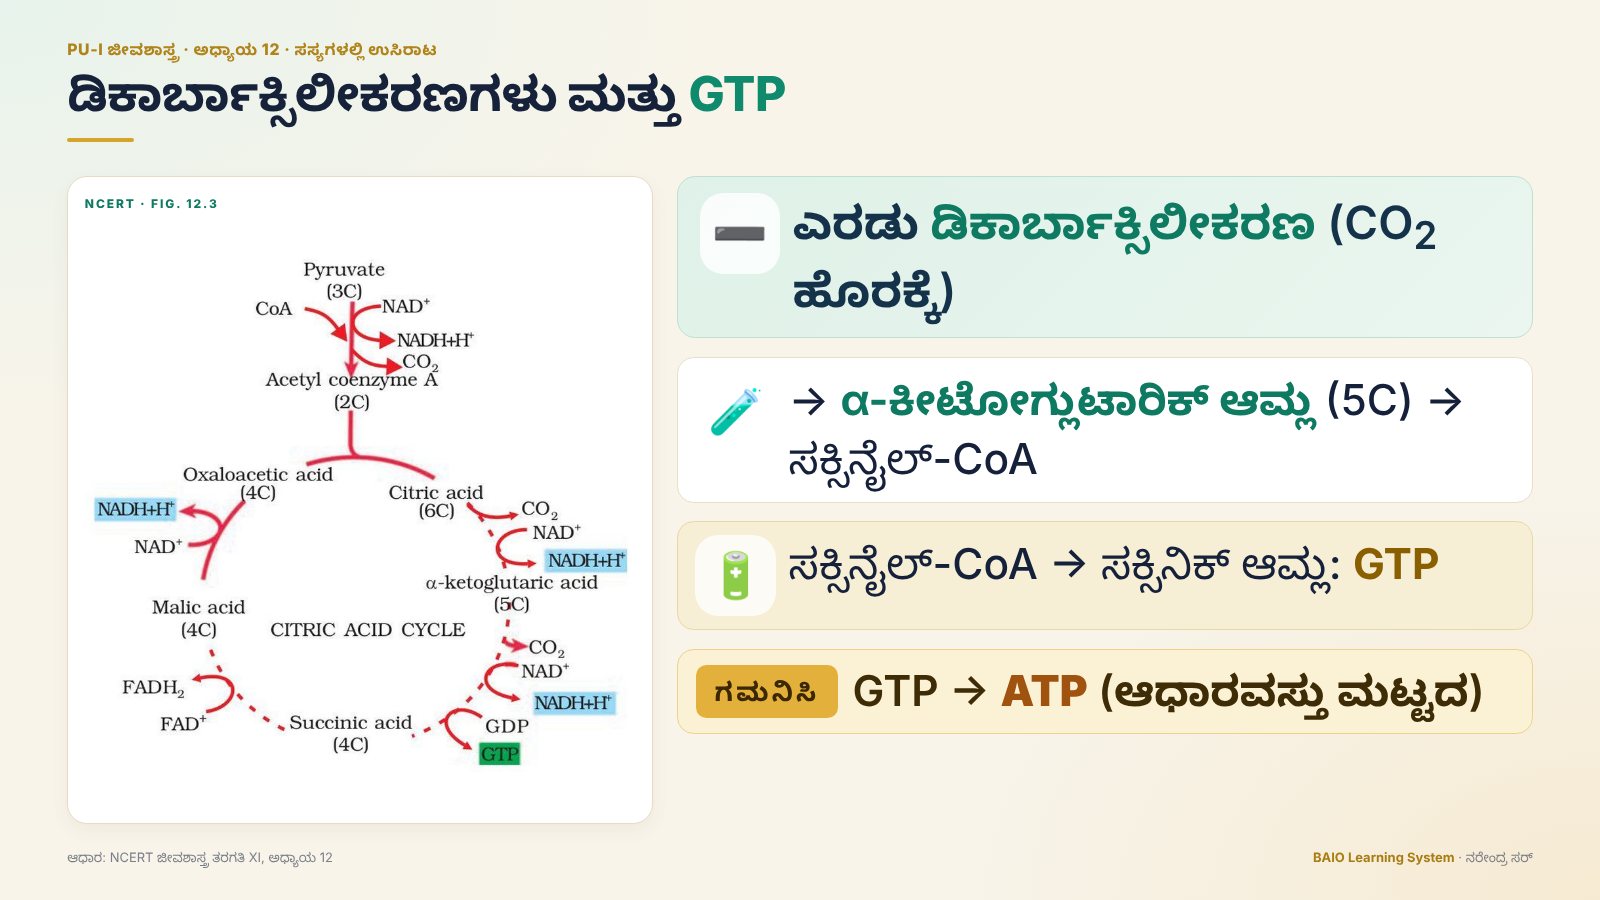 PU-I ಜೀವಶಾಸ್ತ್ರ · ಅಧ್ಯಾಯ 12 · ಸಸ್ಯಗಳಲ್ಲಿ ಉಸಿರಾಟ
ಡಿಕಾರ್ಬಾಕ್ಸಿಲೀಕರಣಗಳು ಮತ್ತು GTP
NCERT · FIG. 12.3
Pyruvate
(3C)
CoA
NAD⁺
NADH+H⁺
CO₂
Acetyl coenzyme A
(2C)
Oxaloacetic acid
(4C)
Citric acid
(6C)
NADH+H⁺
NAD⁺
CO₂
NAD⁺
NADH+H⁺
α-ketoglutaric acid
(5C)
Malic acid
(4C)
CITRIC ACID CYCLE
CO₂
NAD⁺
NADH+H⁺
FADH₂
FAD⁺
Succinic acid
(4C)
GDP
GTP
ಎರಡು ಡಿಕಾರ್ಬಾಕ್ಸಿಲೀಕರಣ (CO₂
ಹೊರಕ್ಕೆ)
→ α-ಕೀಟೋಗ್ಲುಟಾರಿಕ್ ಆಮ್ಲ (5C) →
ಸಕ್ಸಿನೈಲ್-CoA
ಸಕ್ಸಿನೈಲ್-CoA → ಸಕ್ಸಿನಿಕ್ ಆಮ್ಲ: GTP
ಗಮನಿಸಿ GTP → ATP (ಆಧಾರವಸ್ತು ಮಟ್ಟದ)
ಆಧಾರ: NCERT ಜೀವಶಾಸ್ತ್ರ ತರಗತಿ XI, ಅಧ್ಯಾಯ 12
BAIO Learning System · ನರೇಂದ್ರ ಸರ್